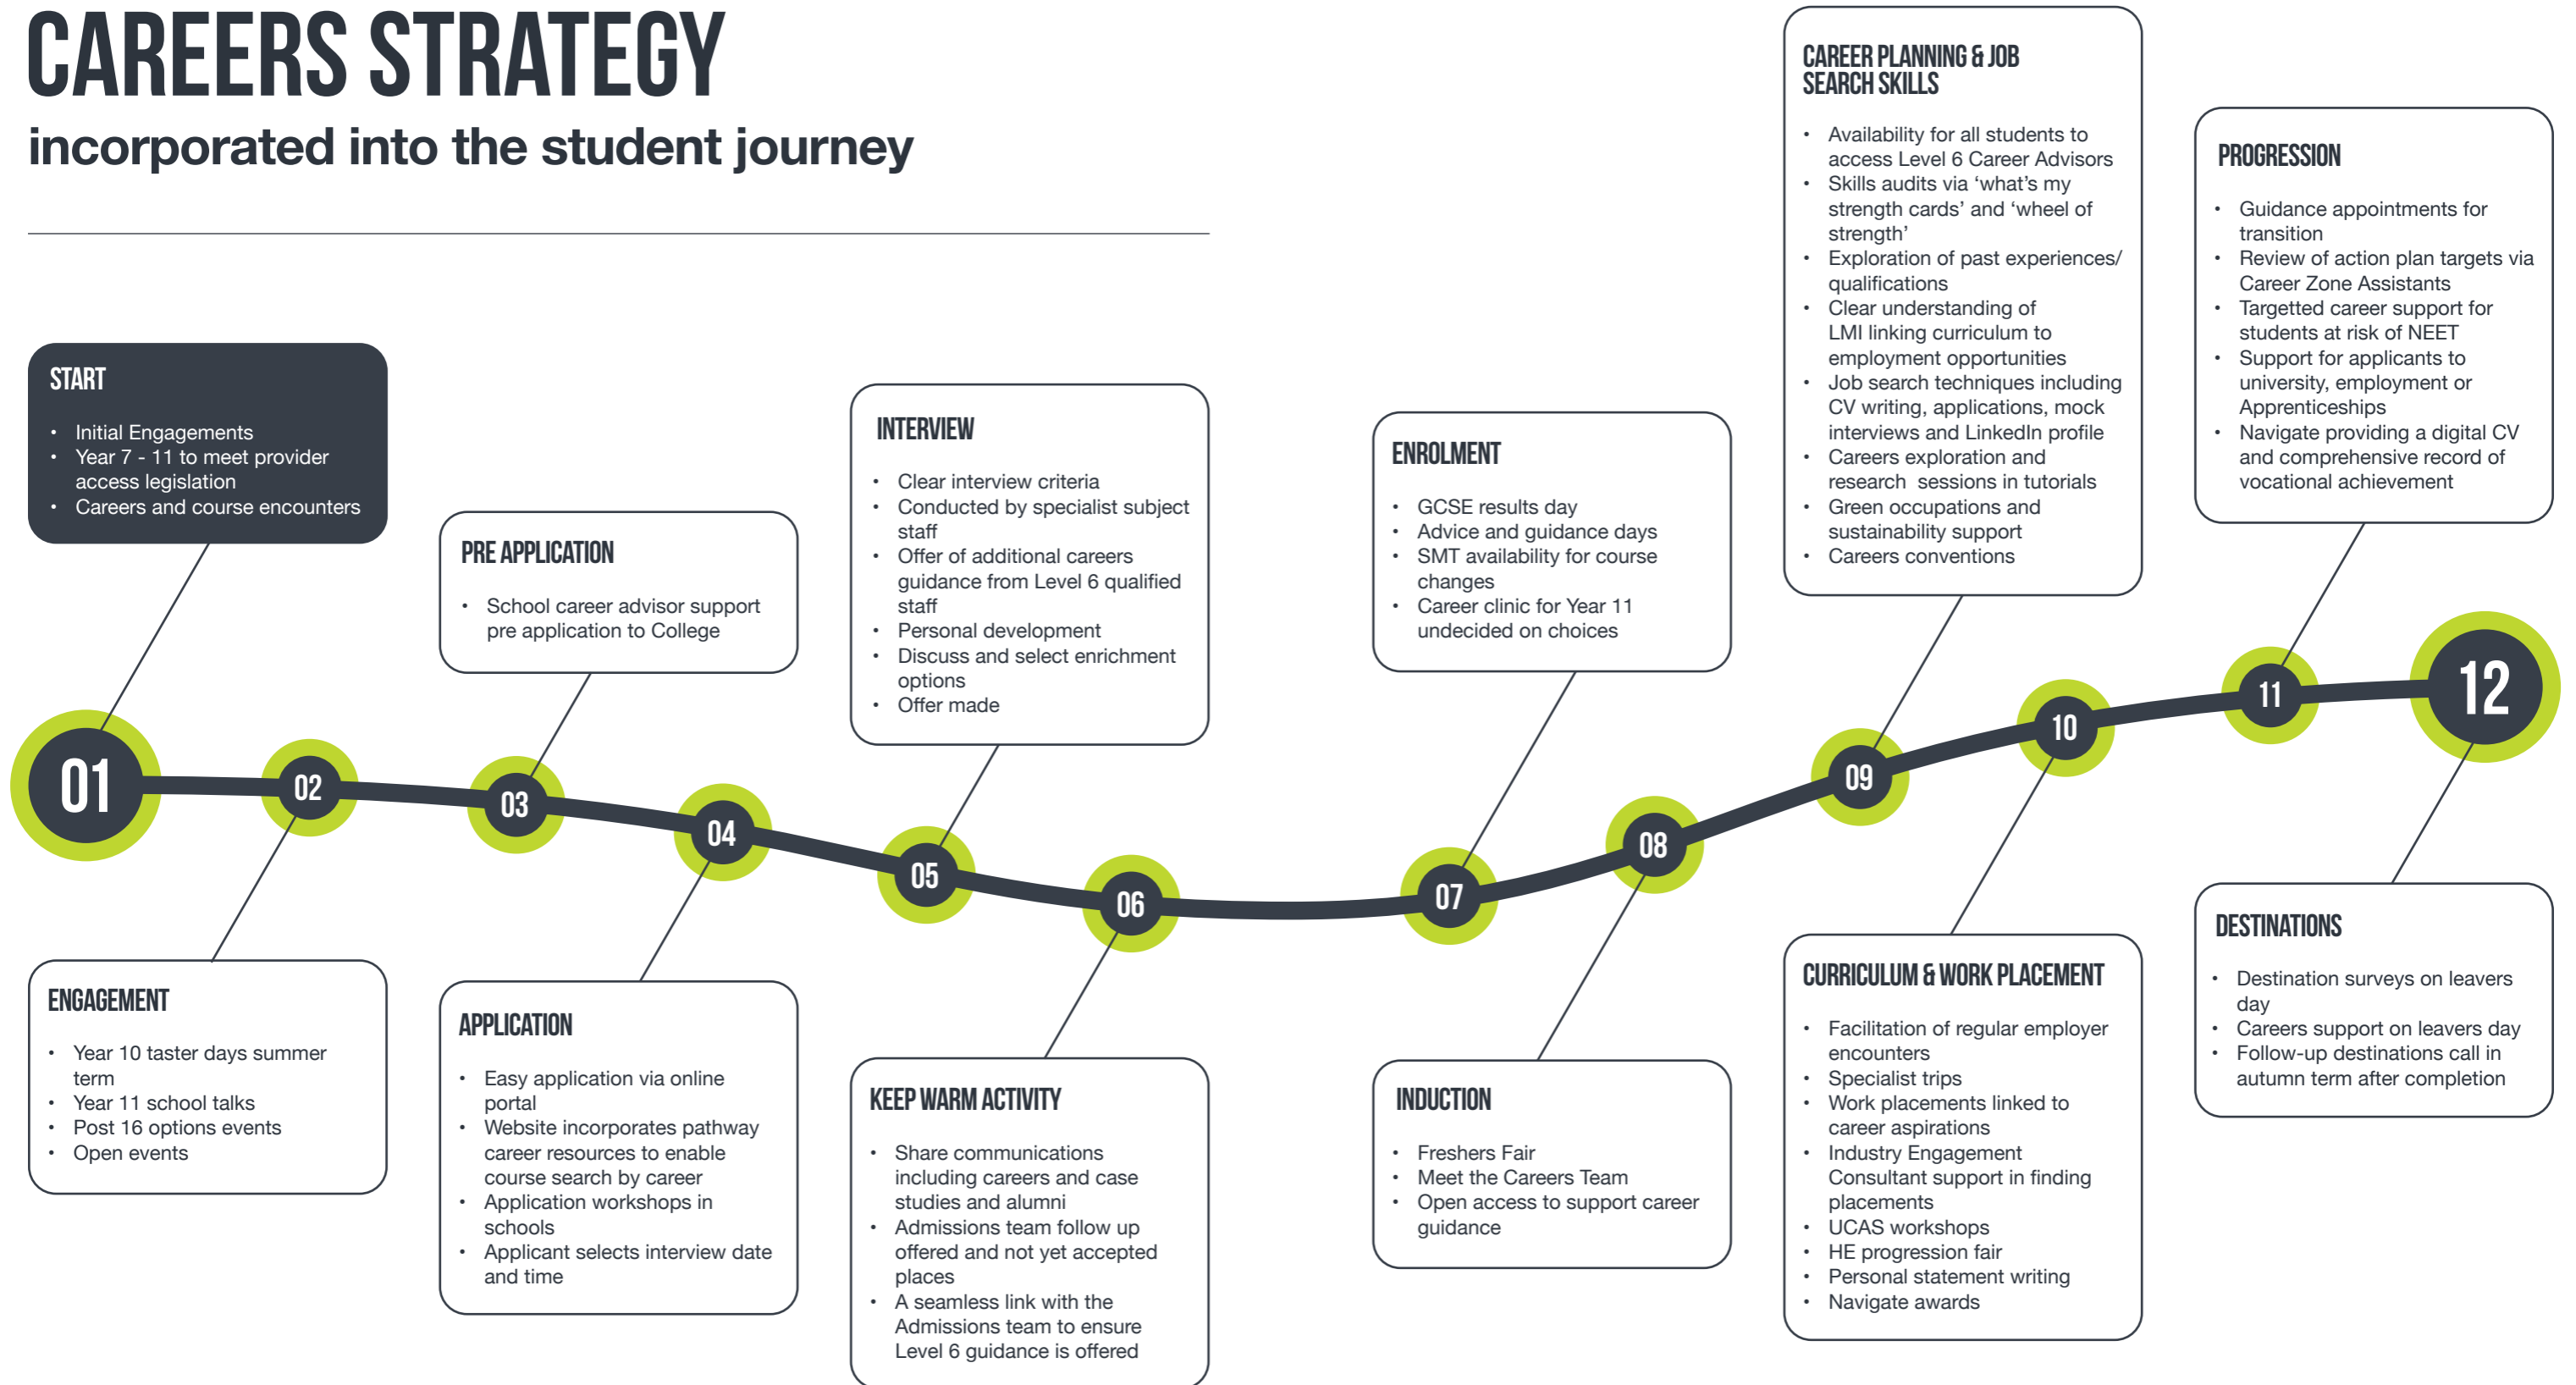 CAREERS STRATEGY
incorporated into the student journey
START
• Initial Engagements
• Year 7 - 11 to meet provider
access legislation
• Careers and course encounters
01
02
ENGAGEMENT
• Year 10 taster days summer
term
• Year 11 school talks
• Post 16 options events
• Open events
PRE APPLICATION
• School career advisor support
pre application to College
03
04
APPLICATION
• Easy application via online
portal
• Website incorporates pathway
career resources to enable
course search by career
• Application workshops in
schools
• Applicant selects interview date
and time
INTERVIEW
• Clear interview criteria
• Conducted by specialist subject
staff
• Offer of additional careers
guidance from Level 6 qualified
staff
• Personal development
• Discuss and select enrichment
options
• Offer made
05
06
KEEP WARM ACTIVITY
• Share communications
including careers and case
studies and alumni
• Admissions team follow up
offered and not yet accepted
places
• A seamless link with the
Admissions team to ensure
Level 6 guidance is offered
ENROLMENT
• GCSE results day
• Advice and guidance days
• SMT availability for course
changes
• Career clinic for Year 11
undecided on choices
07
08
INDUCTION
• Freshers Fair
• Meet the Careers Team
• Open access to support career
guidance
CAREER PLANNING & JOB
SEARCH SKILLS
• Availability for all students to
access Level 6 Career Advisors
• Skills audits via ‘what’s my
strength cards’ and ‘wheel of
strength’
• Exploration of past experiences/
qualifications
• Clear understanding of
LMI linking curriculum to
employment opportunities
• Job search techniques including
CV writing, applications, mock
interviews and LinkedIn profile
• Careers exploration and
research sessions in tutorials
• Green occupations and
sustainability support
• Careers conventions
09
10
CURRICULUM & WORK PLACEMENT
• Facilitation of regular employer
encounters
• Specialist trips
• Work placements linked to
career aspirations
• Industry Engagement
Consultant support in finding
placements
• UCAS workshops
• HE progression fair
• Personal statement writing
• Navigate awards
PROGRESSION
• Guidance appointments for
transition
• Review of action plan targets via
Career Zone Assistants
• Targetted career support for
students at risk of NEET
• Support for applicants to
university, employment or
Apprenticeships
• Navigate providing a digital CV
and comprehensive record of
vocational achievement
11
12
DESTINATIONS
• Destination surveys on leavers
day
• Careers support on leavers day
• Follow-up destinations call in
autumn term after completion